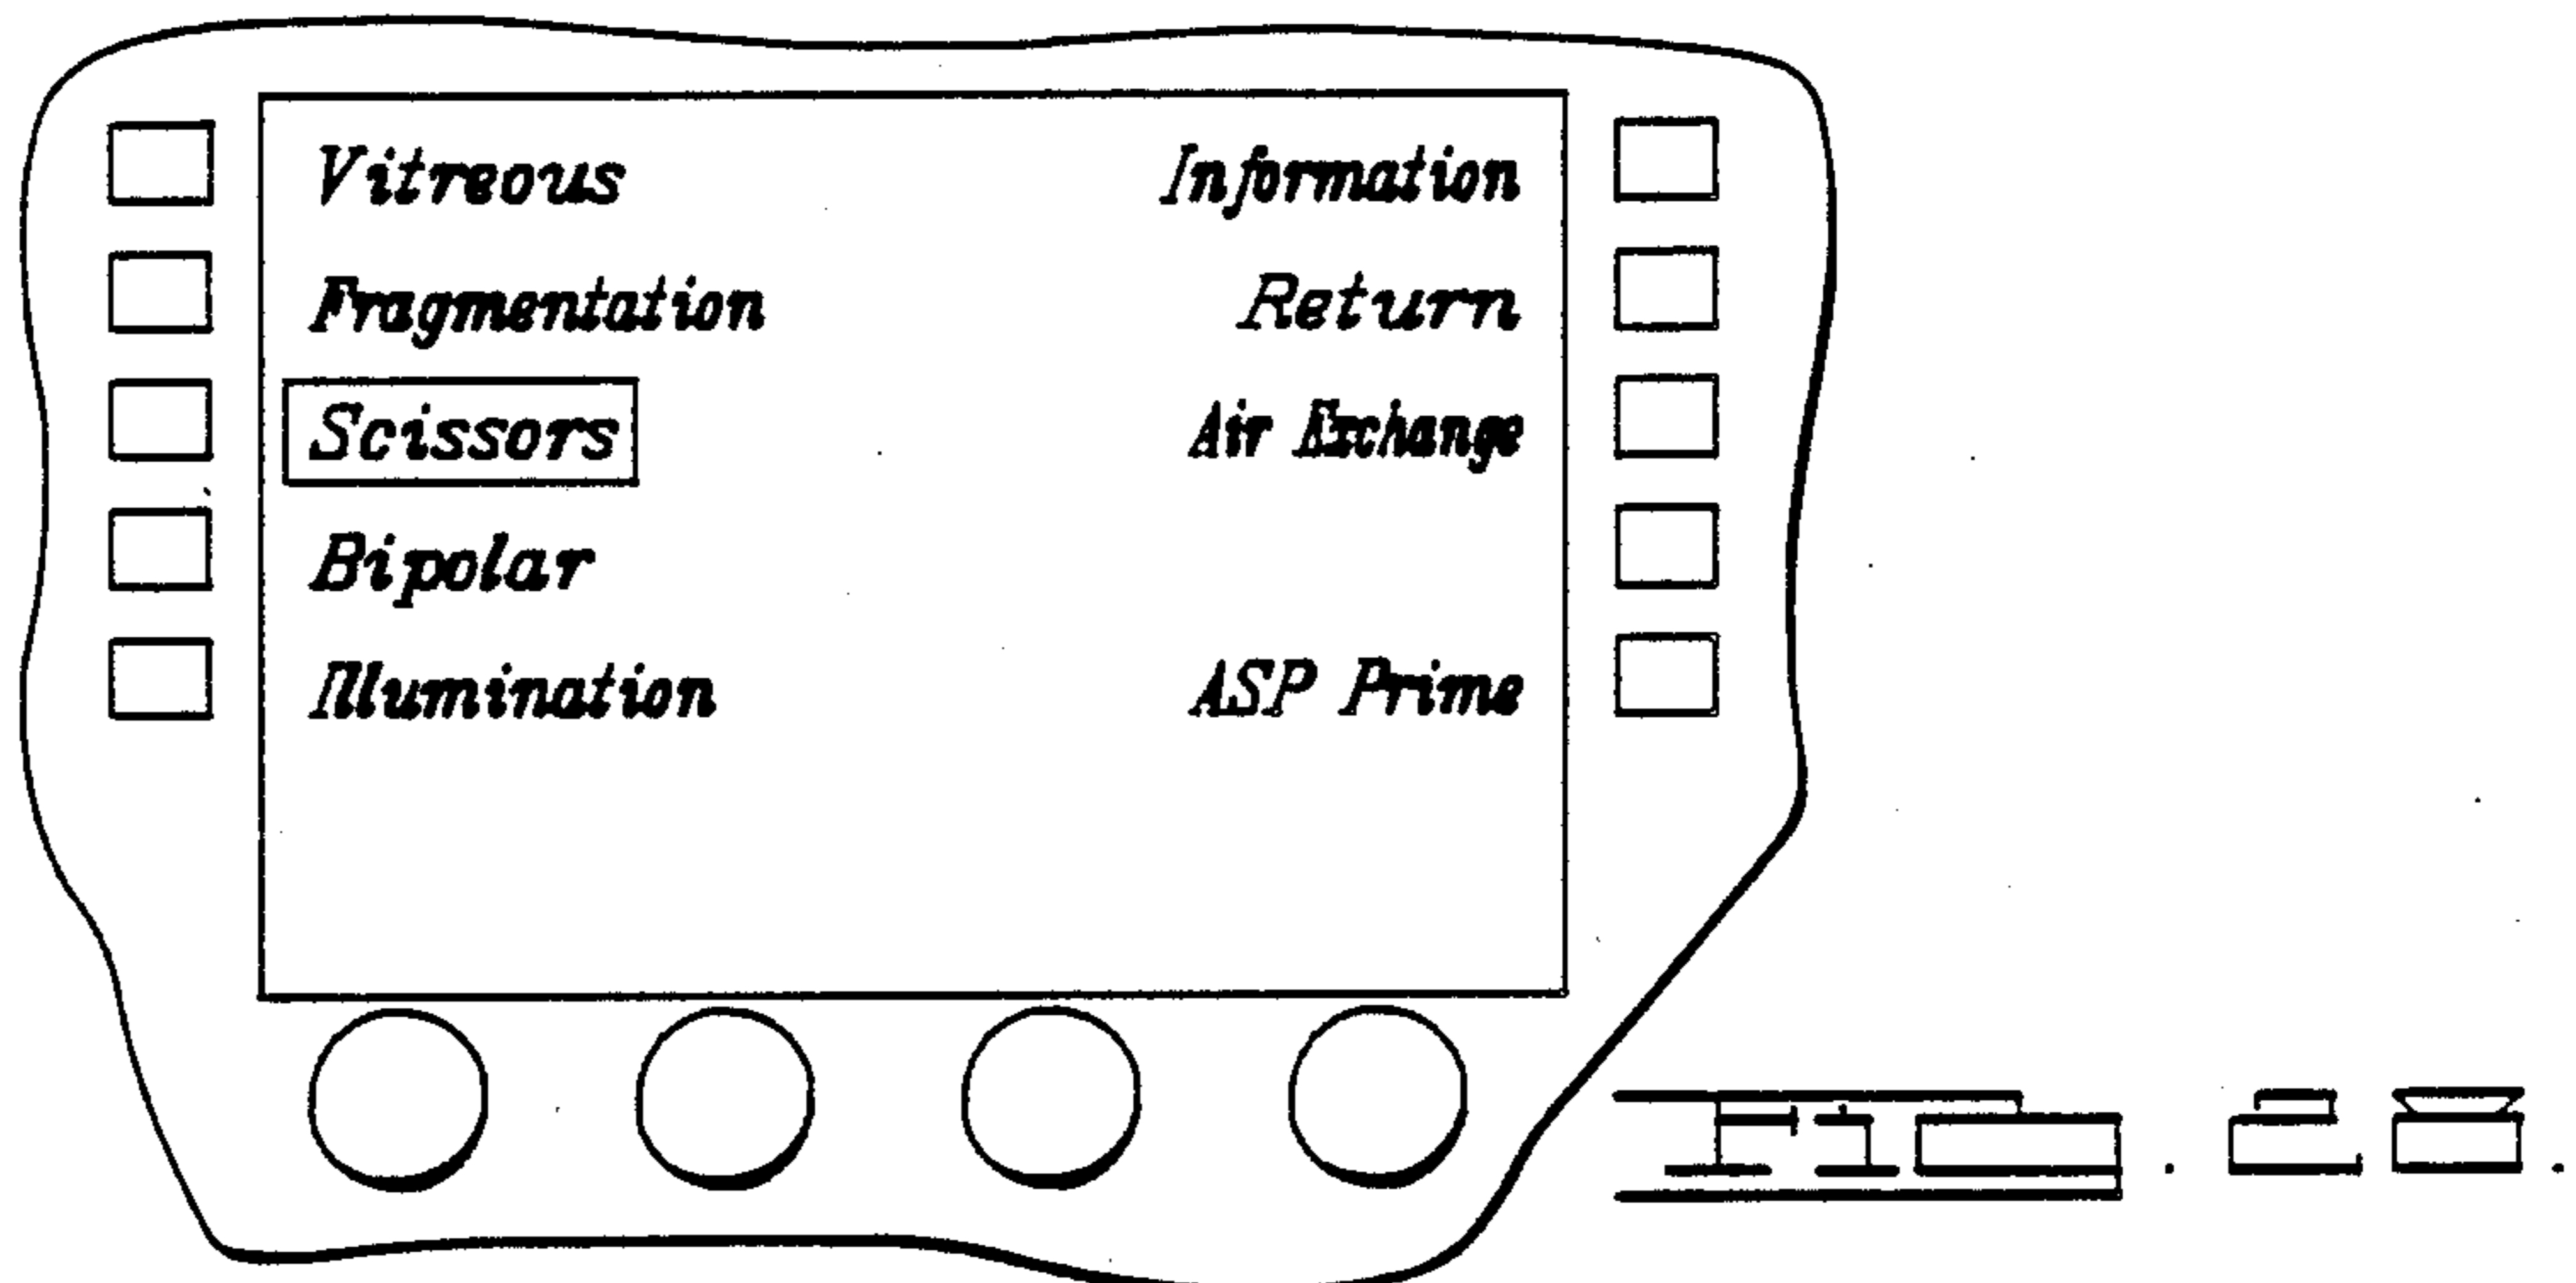 Vitreous
Information
Fragmentation
Return
Scissors
Air Exchange
Bipolar
Illumination
ASP Prime
Fig. 28.